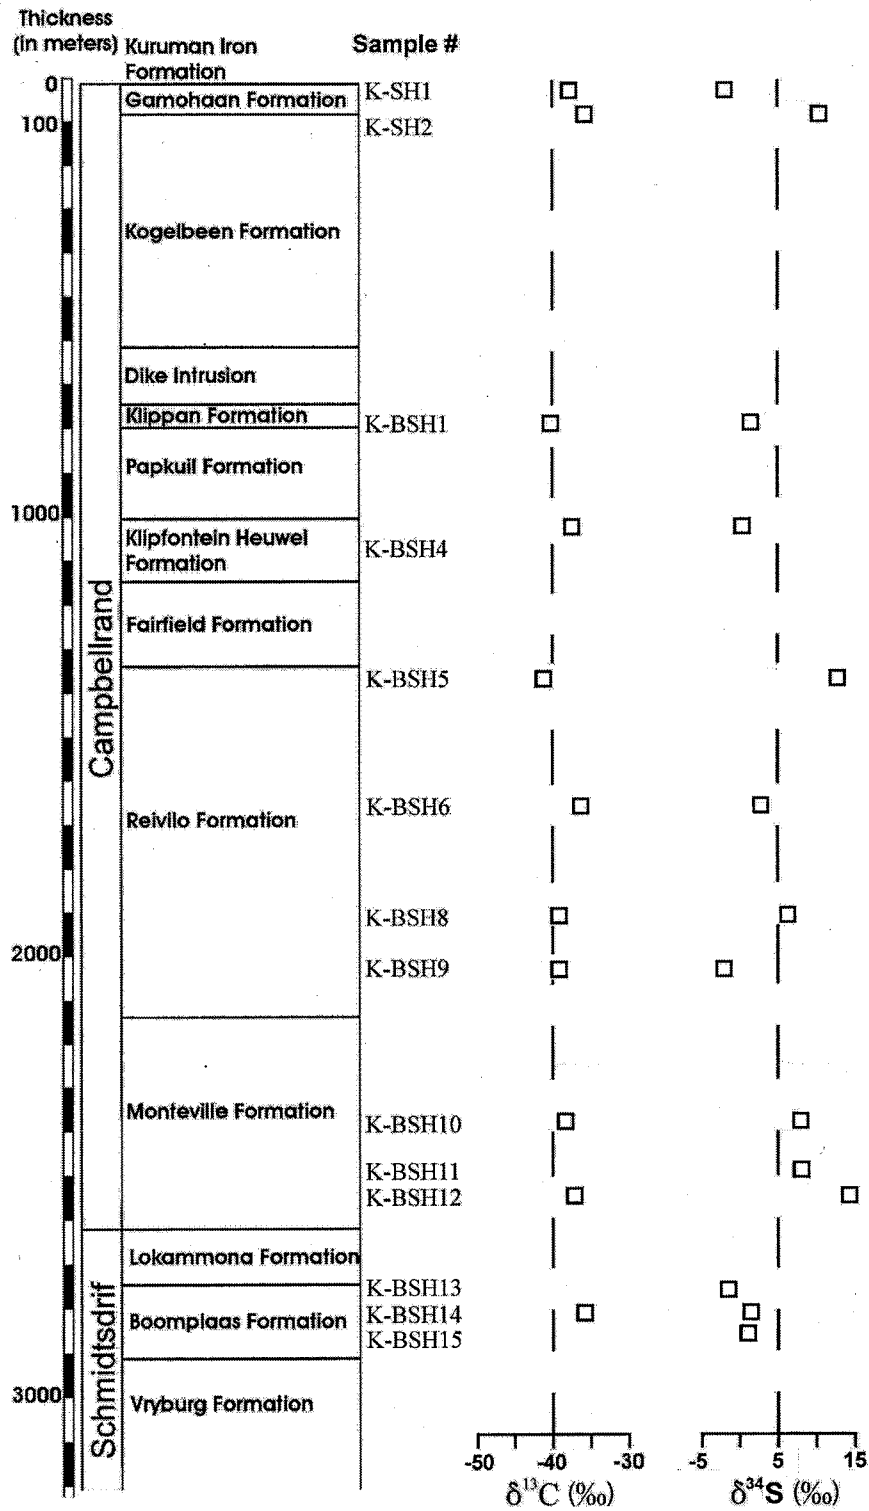 Thickness
(in meters) Kuruman Iron Sample #
Formation
0 Gamohaan Formation K-SH1
100 K-SH2
Kogelbeen Formation
Dike Intrusion
Klippan Formation K-BSH1
Papkuil Formation
1000
Klipfontein Heuwel
Formation K-BSH4
Fairfield Formation
Campbellrand
K-BSH5
Reivilo Formation K-BSH6
K-BSH8
2000 K-BSH9
Monteville Formation K-BSH10
K-BSH11
K-BSH12
Lokammona Formation
Schmidtsdrif
K-BSH13
Boomplaas Formation K-BSH14
K-BSH15
3000 Vryburg Formation
-50 -40 -30 -5 5 15
δ¹³C (‰) δ³⁴S (‰)